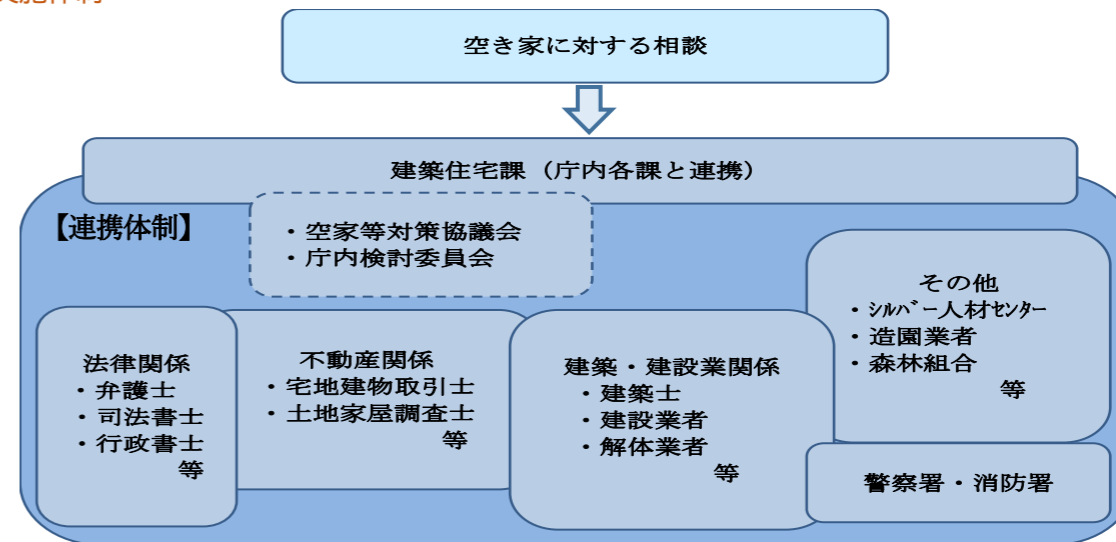 実施体制
空き家に対する相談
建築住宅課（庁内各課と連携）
【連携体制】
・空家等対策協議会
・庁内検討委員会
法律関係
・弁護士
・司法書士
・行政書士
等
不動産関係
・宅地建物取引士
・土地家屋調査士
等
建築・建設業関係
・建築士
・建設業者
・解体業者
等
その他
・ｼﾙﾊﾞｰ人材ｾﾝﾀｰ
・造園業者
・森林組合
等
警察署・消防署